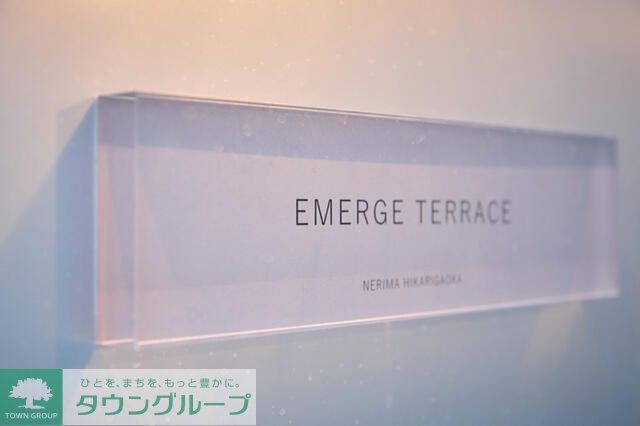 EMERGE TERRACE
NERIMA HIKARIGAOKA
ひとを、まちを、もっと豊かに。
TOWN GROUP
タウングループ